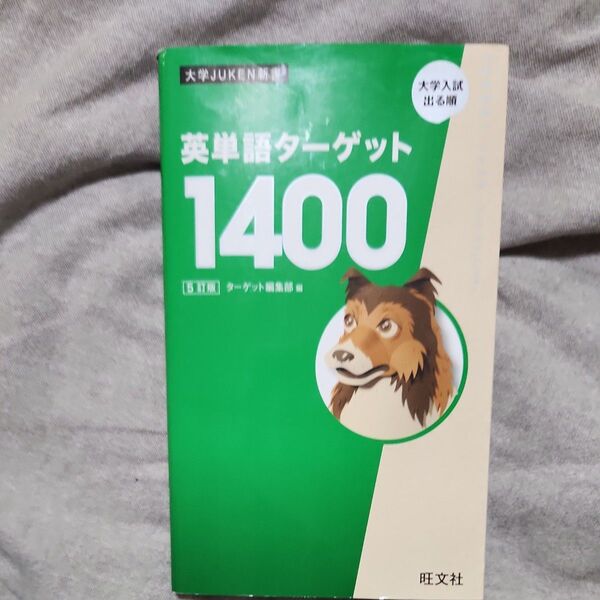 大学JUKEN新書
大学入試
出る順
英単語ターゲット
1400
5訂版 ターゲット編集部 編
旺文社